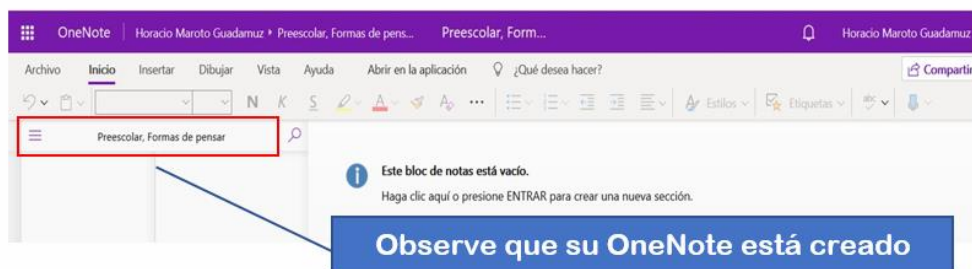 OneNote Horacio Maroto Guadamuz ▸ Preescolar, Formas de pens... Preescolar, Form... Horacio Maroto Guadamuz
Archivo Inicio Insertar Dibujar Vista Ayuda Abrir en la aplicación ¿Qué desea hacer? Compartir
N K S A Estilos Etiquetas
Preescolar, Formas de pensar
Este bloc de notas está vacío.
Haga clic aquí o presione ENTRAR para crear una nueva sección.
Observe que su OneNote está creado